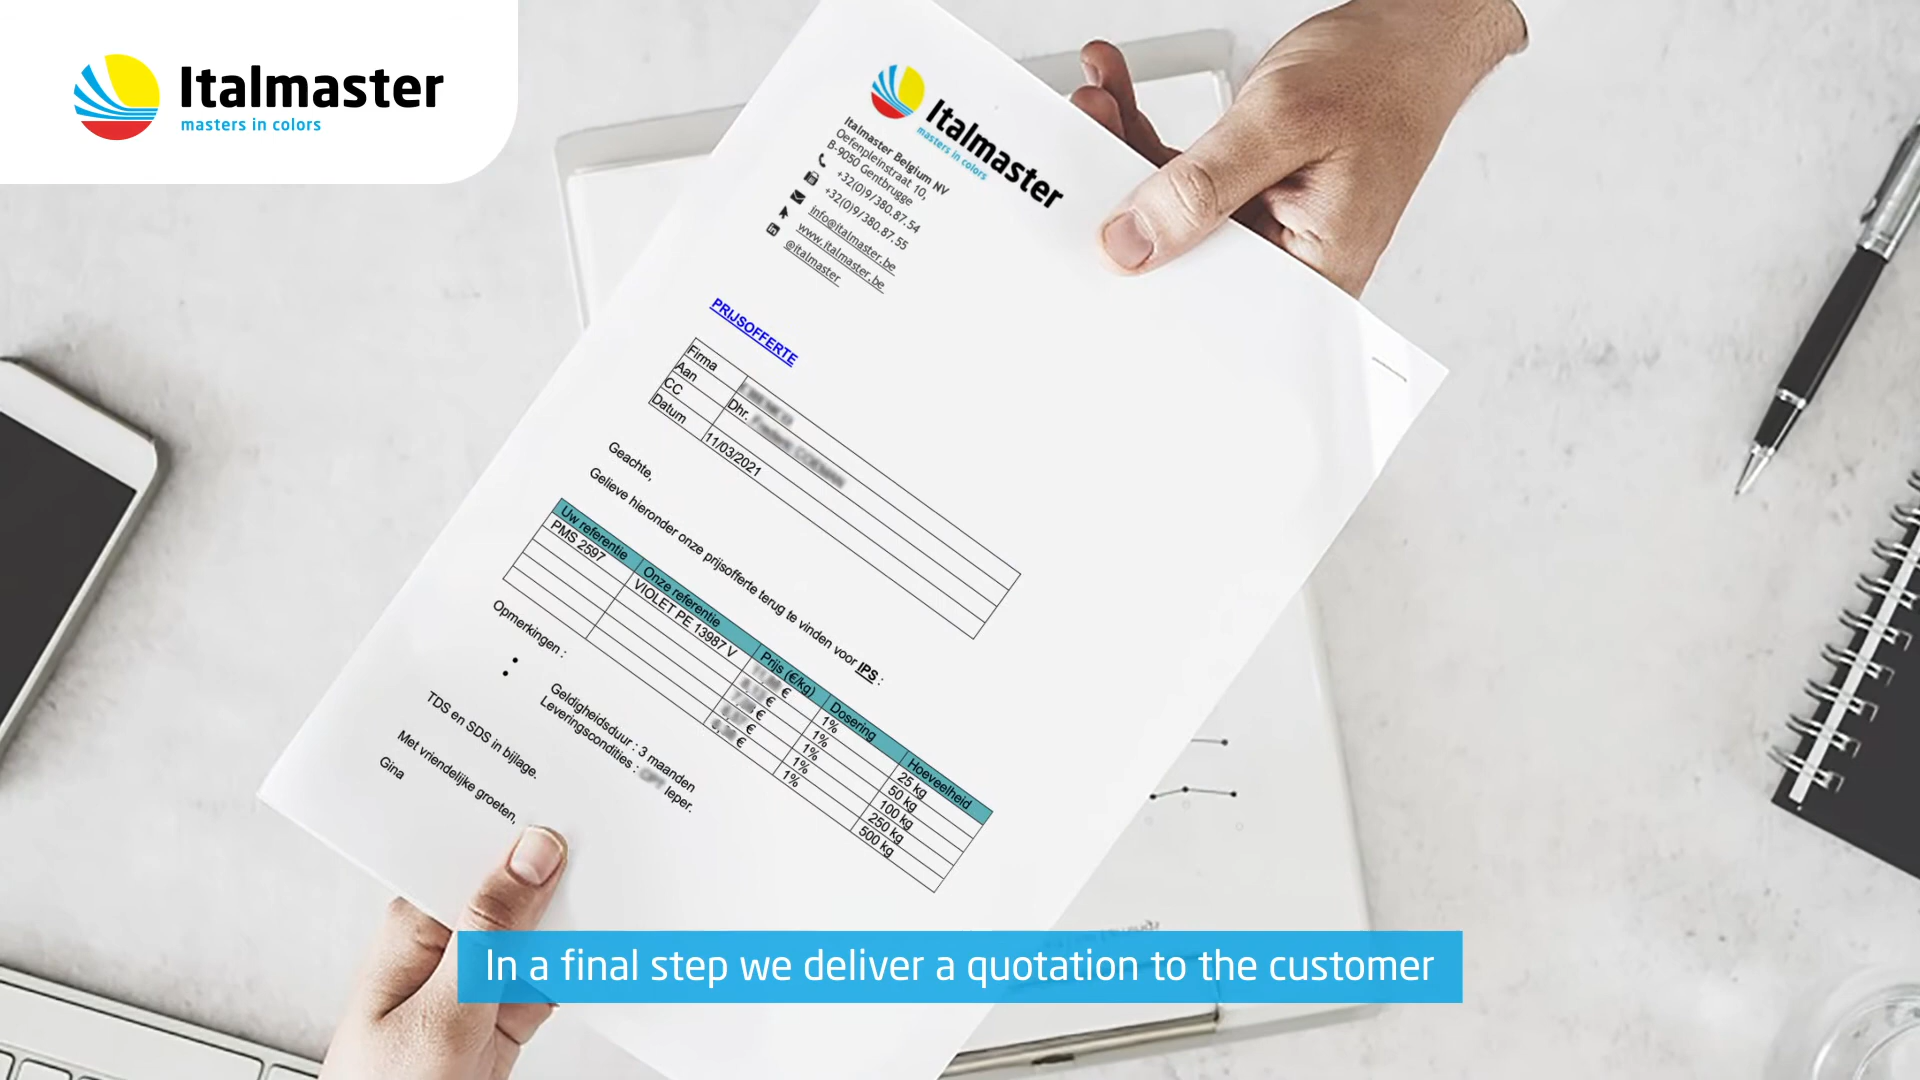 Italmaster
masters in colors
Italmaster
masters in colors
Italmaster Belgium NV
Oefenpleinstraat 10,
B-9050 Gentbrugge
+32(0)9/380.87.54
+32(0)9/380.87.55
info@italmaster.be
www.italmaster.be
@italmaster
PRIJSOFFERTE
Firma
Aan Dhr.
CC
Datum 11/03/2021
Geachte,
Gelieve hieronder onze prijsofferte terug te vinden voor IPS :
Uw referentie Onze referentie Prijs (€/kg) Dosering Hoeveelheid
PMS 2597 VIOLET PE 13987 V € 1% 25 kg
€ 1% 50 kg
€ 1% 100 kg
€ 1% 250 kg
€ 1% 500 kg
Opmerkingen :
Geldigheidsduur : 3 maanden
Leveringscondities : Ieper.
TDS en SDS in bijlage.
Met vriendelijke groeten,
Gina
In a final step we deliver a quotation to the customer